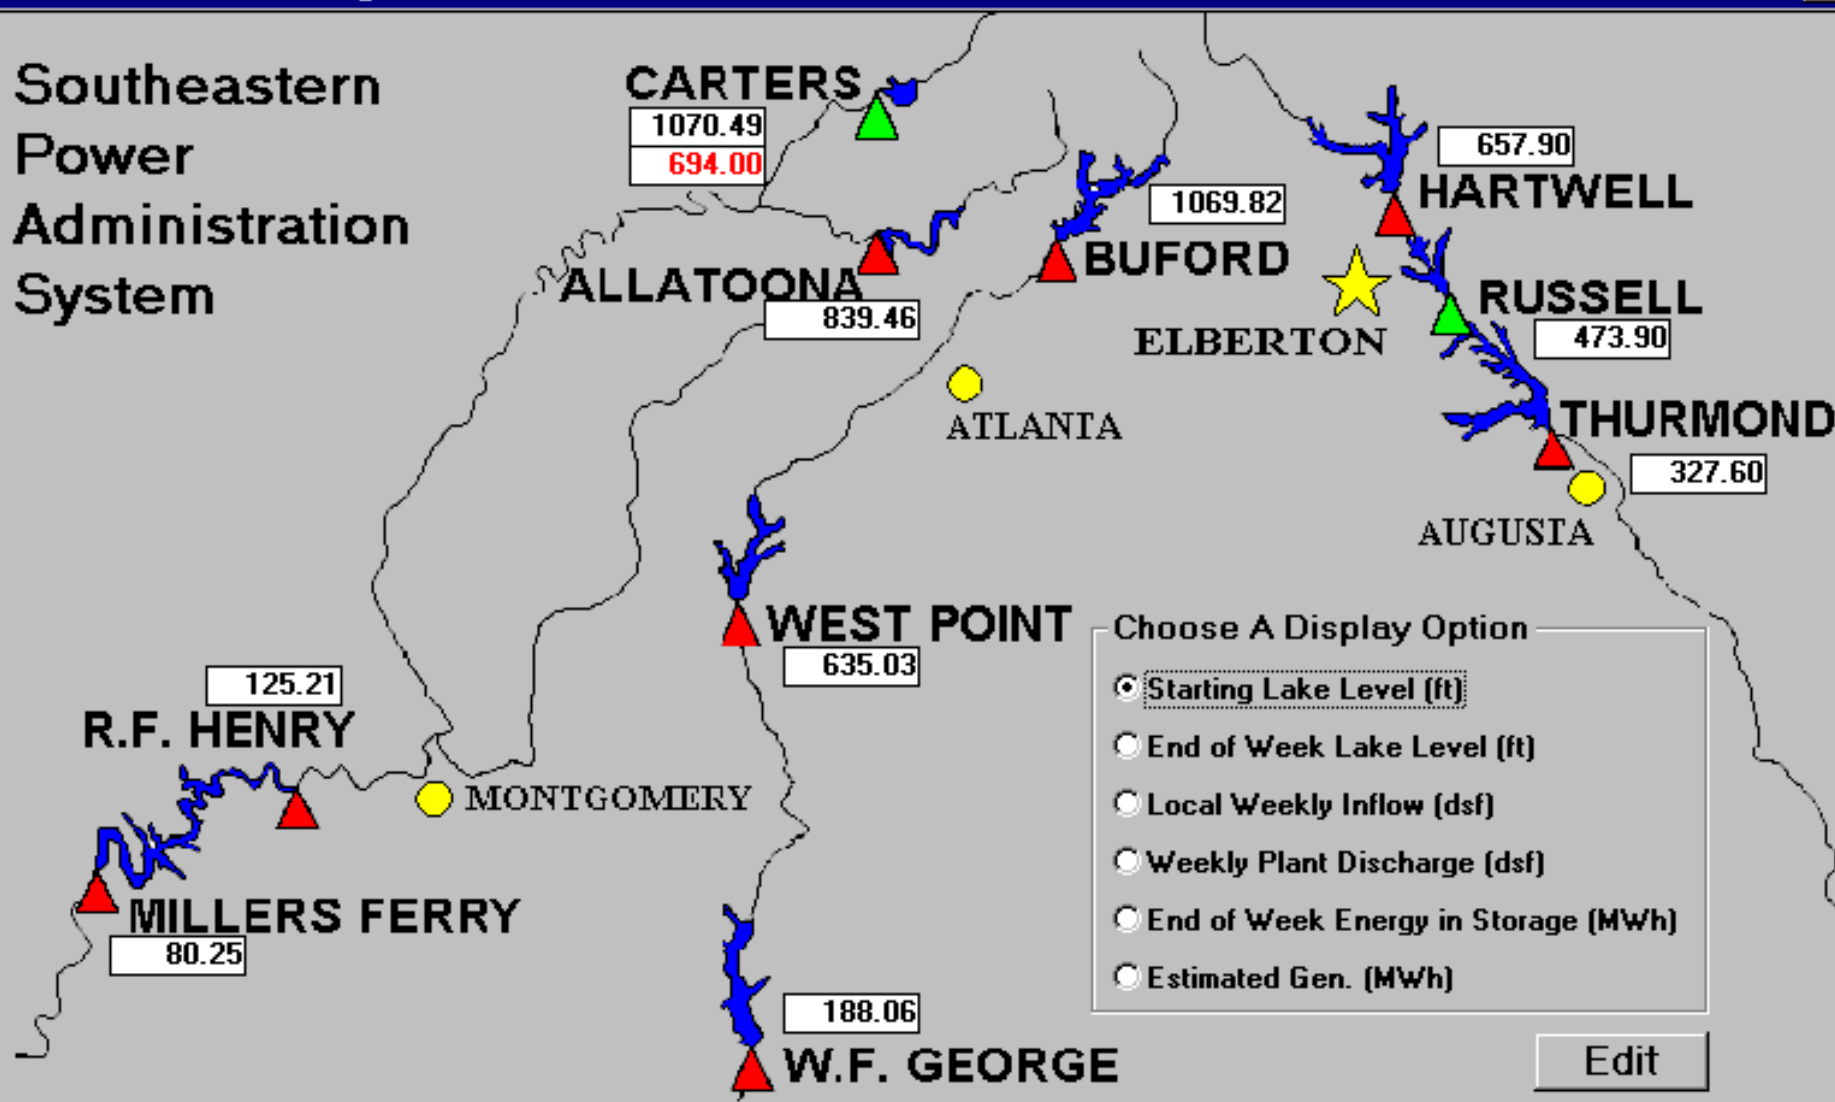 Southeastern
Power
Administration
System
CARTERS
1070.49
694.00
657.90
HARTWELL
1069.82
BUFORD
ALLATOONA
839.46
RUSSELL
473.90
ELBERTON
ATLANTA
THURMOND
327.60
AUGUSTA
WEST POINT
635.03
125.21
R.F. HENRY
MONTGOMERY
MILLERS FERRY
80.25
188.06
W.F. GEORGE
Choose A Display Option
Starting Lake Level (ft)
End of Week Lake Level (ft)
Local Weekly Inflow (dsf)
Weekly Plant Discharge (dsf)
End of Week Energy in Storage (MWh)
Estimated Gen. (MWh)
Edit